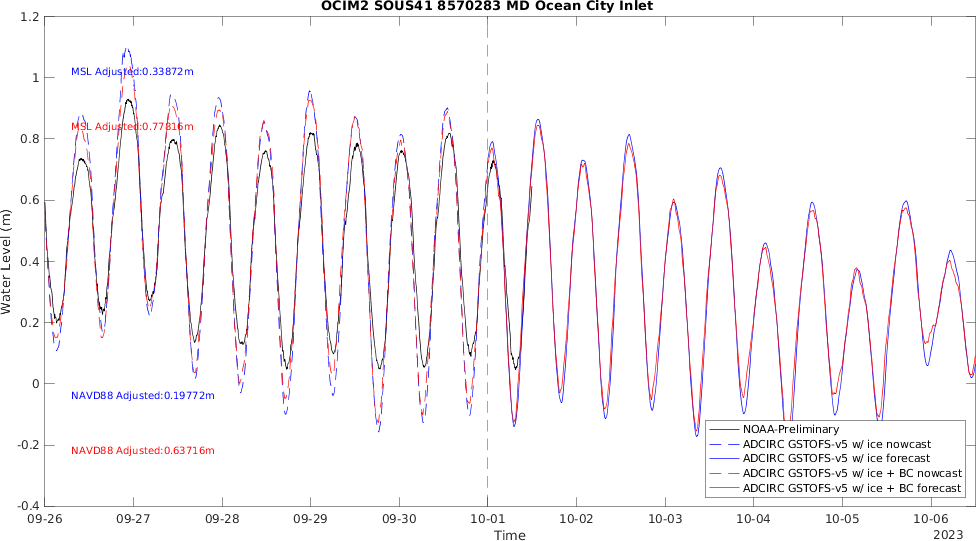 OCIM2 SOUS41 8570283 MD Ocean City Inlet
1.2
1
0.8
0.6
0.4
0.2
0
-0.2
-0.4
Water Level (m)
MSL Adjusted:0.33872m
MSL Adjusted:0.77816m
NAVD88 Adjusted:0.19772m
NAVD88 Adjusted:0.63716m
NOAA-Preliminary
ADCIRC GSTOFS-v5 w/ ice nowcast
ADCIRC GSTOFS-v5 w/ ice forecast
ADCIRC GSTOFS-v5 w/ ice + BC nowcast
ADCIRC GSTOFS-v5 w/ ice + BC forecast
09-26 09-27 09-28 09-29 09-30 10-01 10-02 10-03 10-04 10-05 10-06
Time
2023